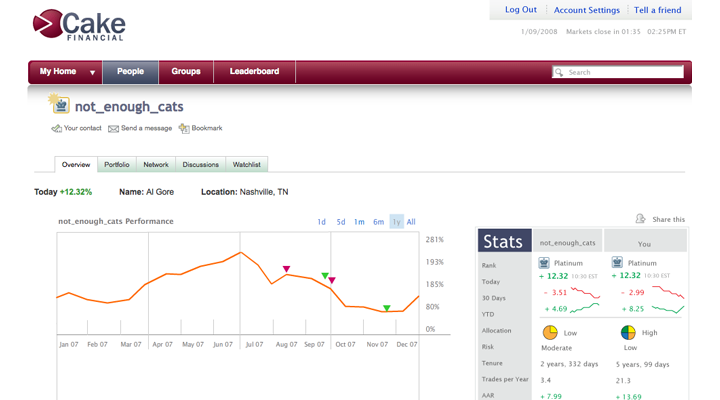 Log Out Account Settings Tell a friend
Cake
FINANCIAL
1/09/2008 Markets close in 01:35 02:25PM ET
My Home People Groups Leaderboard Search
not_enough_cats
Your contact Send a message Bookmark
Overview Portfolio Network Discussions Watchlist
Today +12.32% Name: Al Gore Location: Nashville, TN
Share this
not_enough_cats Performance 1d 5d 1m 6m 1y All
281%
193%
185%
80%
0%
Jan 07 Feb 07 Mar 07 Apr 07 May 07 Jun 07 Jul 07 Aug 07 Sep 07 Oct 07 Nov 07 Dec 07
Stats not_enough_cats You
Rank Platinum Platinum
Today + 12.32 10:30 EST + 12.32 10:30 EST
30 Days - 3.51 - 2.99
YTD + 4.69 + 8.25
Allocation Low High
Risk Moderate Low
Tenure 2 years, 332 days 5 years, 99 days
Trades per Year 3.4 21.3
AAR + 7.99 + 13.69